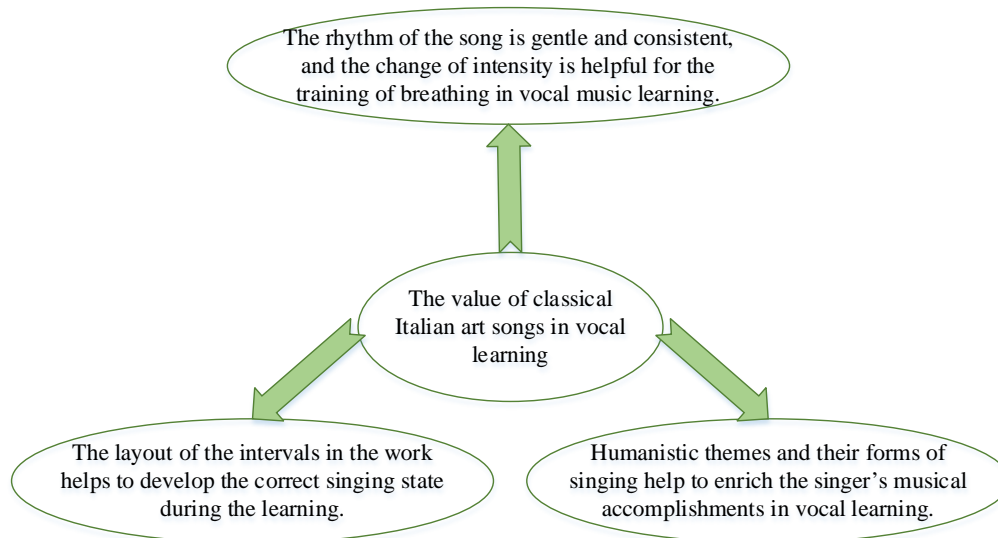 The rhythm of the song is gentle and consistent,
and the change of intensity is helpful for the
training of breathing in vocal music learning.
The value of classical
Italian art songs in vocal
learning
The layout of the intervals in the work
helps to develop the correct singing state
during the learning.
Humanistic themes and their forms of
singing help to enrich the singer’s musical
accomplishments in vocal learning.